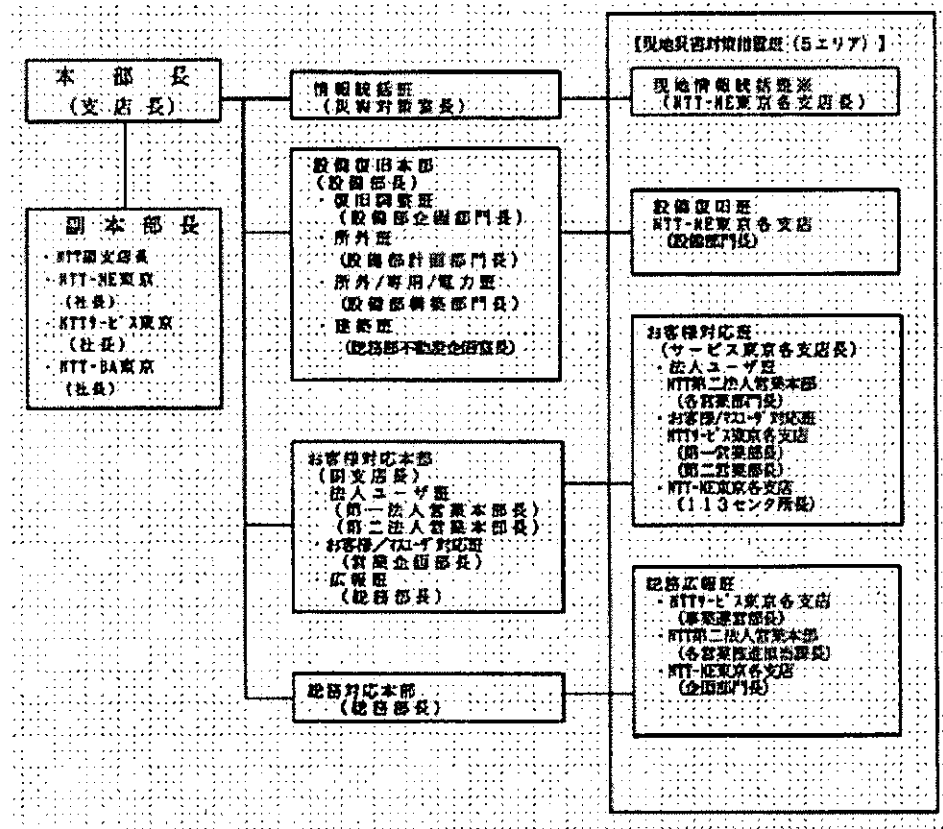 本部長
(支店長)
副本部長
・NTT副支店長
・NTT-ME東京
(社長)
・NTTサービス東京
(社長)
・NTT-BA東京
(社長)
情報統括班
(災害対策室長)
設備復旧本部
(設備部長)
・復旧調整班
(設備部企画部門長)
・所外班
(設備部計画部門長)
・所外/専用/電力班
(設備部構築部門長)
・建築班
(総務部不動産企画室長)
お客様対応本部
(副支店長)
・法人ユーザ班
(第一法人営業本部長)
(第二法人営業本部長)
・お客様/マスユーザ対応班
(営業企画部長)
広報班
(総務部長)
総務対応本部
(総務部長)
【現地災害対策措置班(5エリア)】
現地情報統括班※
(NTT-ME東京各支店長)
設備復旧班
NTT-ME東京各支店
(設備部門長)
お客様対応班
(サービス東京各支店長)
・法人ユーザ班
NTT第二法人営業本部
(各営業部門長)
・お客様/マスユーザ対応班
NTTサービス東京各支店
(第一営業部長)
(第二営業部長)
・NTT-ME東京各支店
(113センタ所長)
総務広報班
・NTTサービス東京各支店
(事業運営部長)
・NTT第二法人営業本部
(各営業推進担当課長)
・NTT-ME東京各支店
(企画部門長)